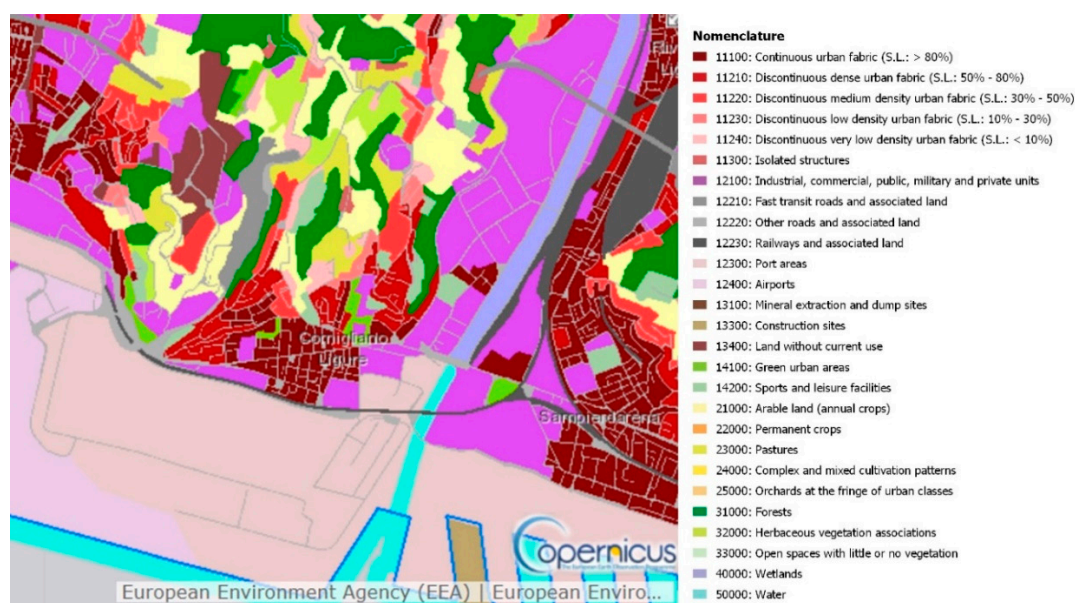 Cornigliano
Ligure
Sampierdarena
Copernicus
European Environment Agency (EEA) | European Enviro...
Nomenclature
11100: Continuous urban fabric (S.L.: > 80%)
11210: Discontinuous dense urban fabric (S.L.: 50% - 80%)
11220: Discontinuous medium density urban fabric (S.L.: 30% - 50%)
11230: Discontinuous low density urban fabric (S.L.: 10% - 30%)
11240: Discontinuous very low density urban fabric (S.L.: < 10%)
11300: Isolated structures
12100: Industrial, commercial, public, military and private units
12210: Fast transit roads and associated land
12220: Other roads and associated land
12230: Railways and associated land
12300: Port areas
12400: Airports
13100: Mineral extraction and dump sites
13300: Construction sites
13400: Land without current use
14100: Green urban areas
14200: Sports and leisure facilities
21000: Arable land (annual crops)
22000: Permanent crops
23000: Pastures
24000: Complex and mixed cultivation patterns
25000: Orchards at the fringe of urban classes
31000: Forests
32000: Herbaceous vegetation associations
33000: Open spaces with little or no vegetation
40000: Wetlands
50000: Water